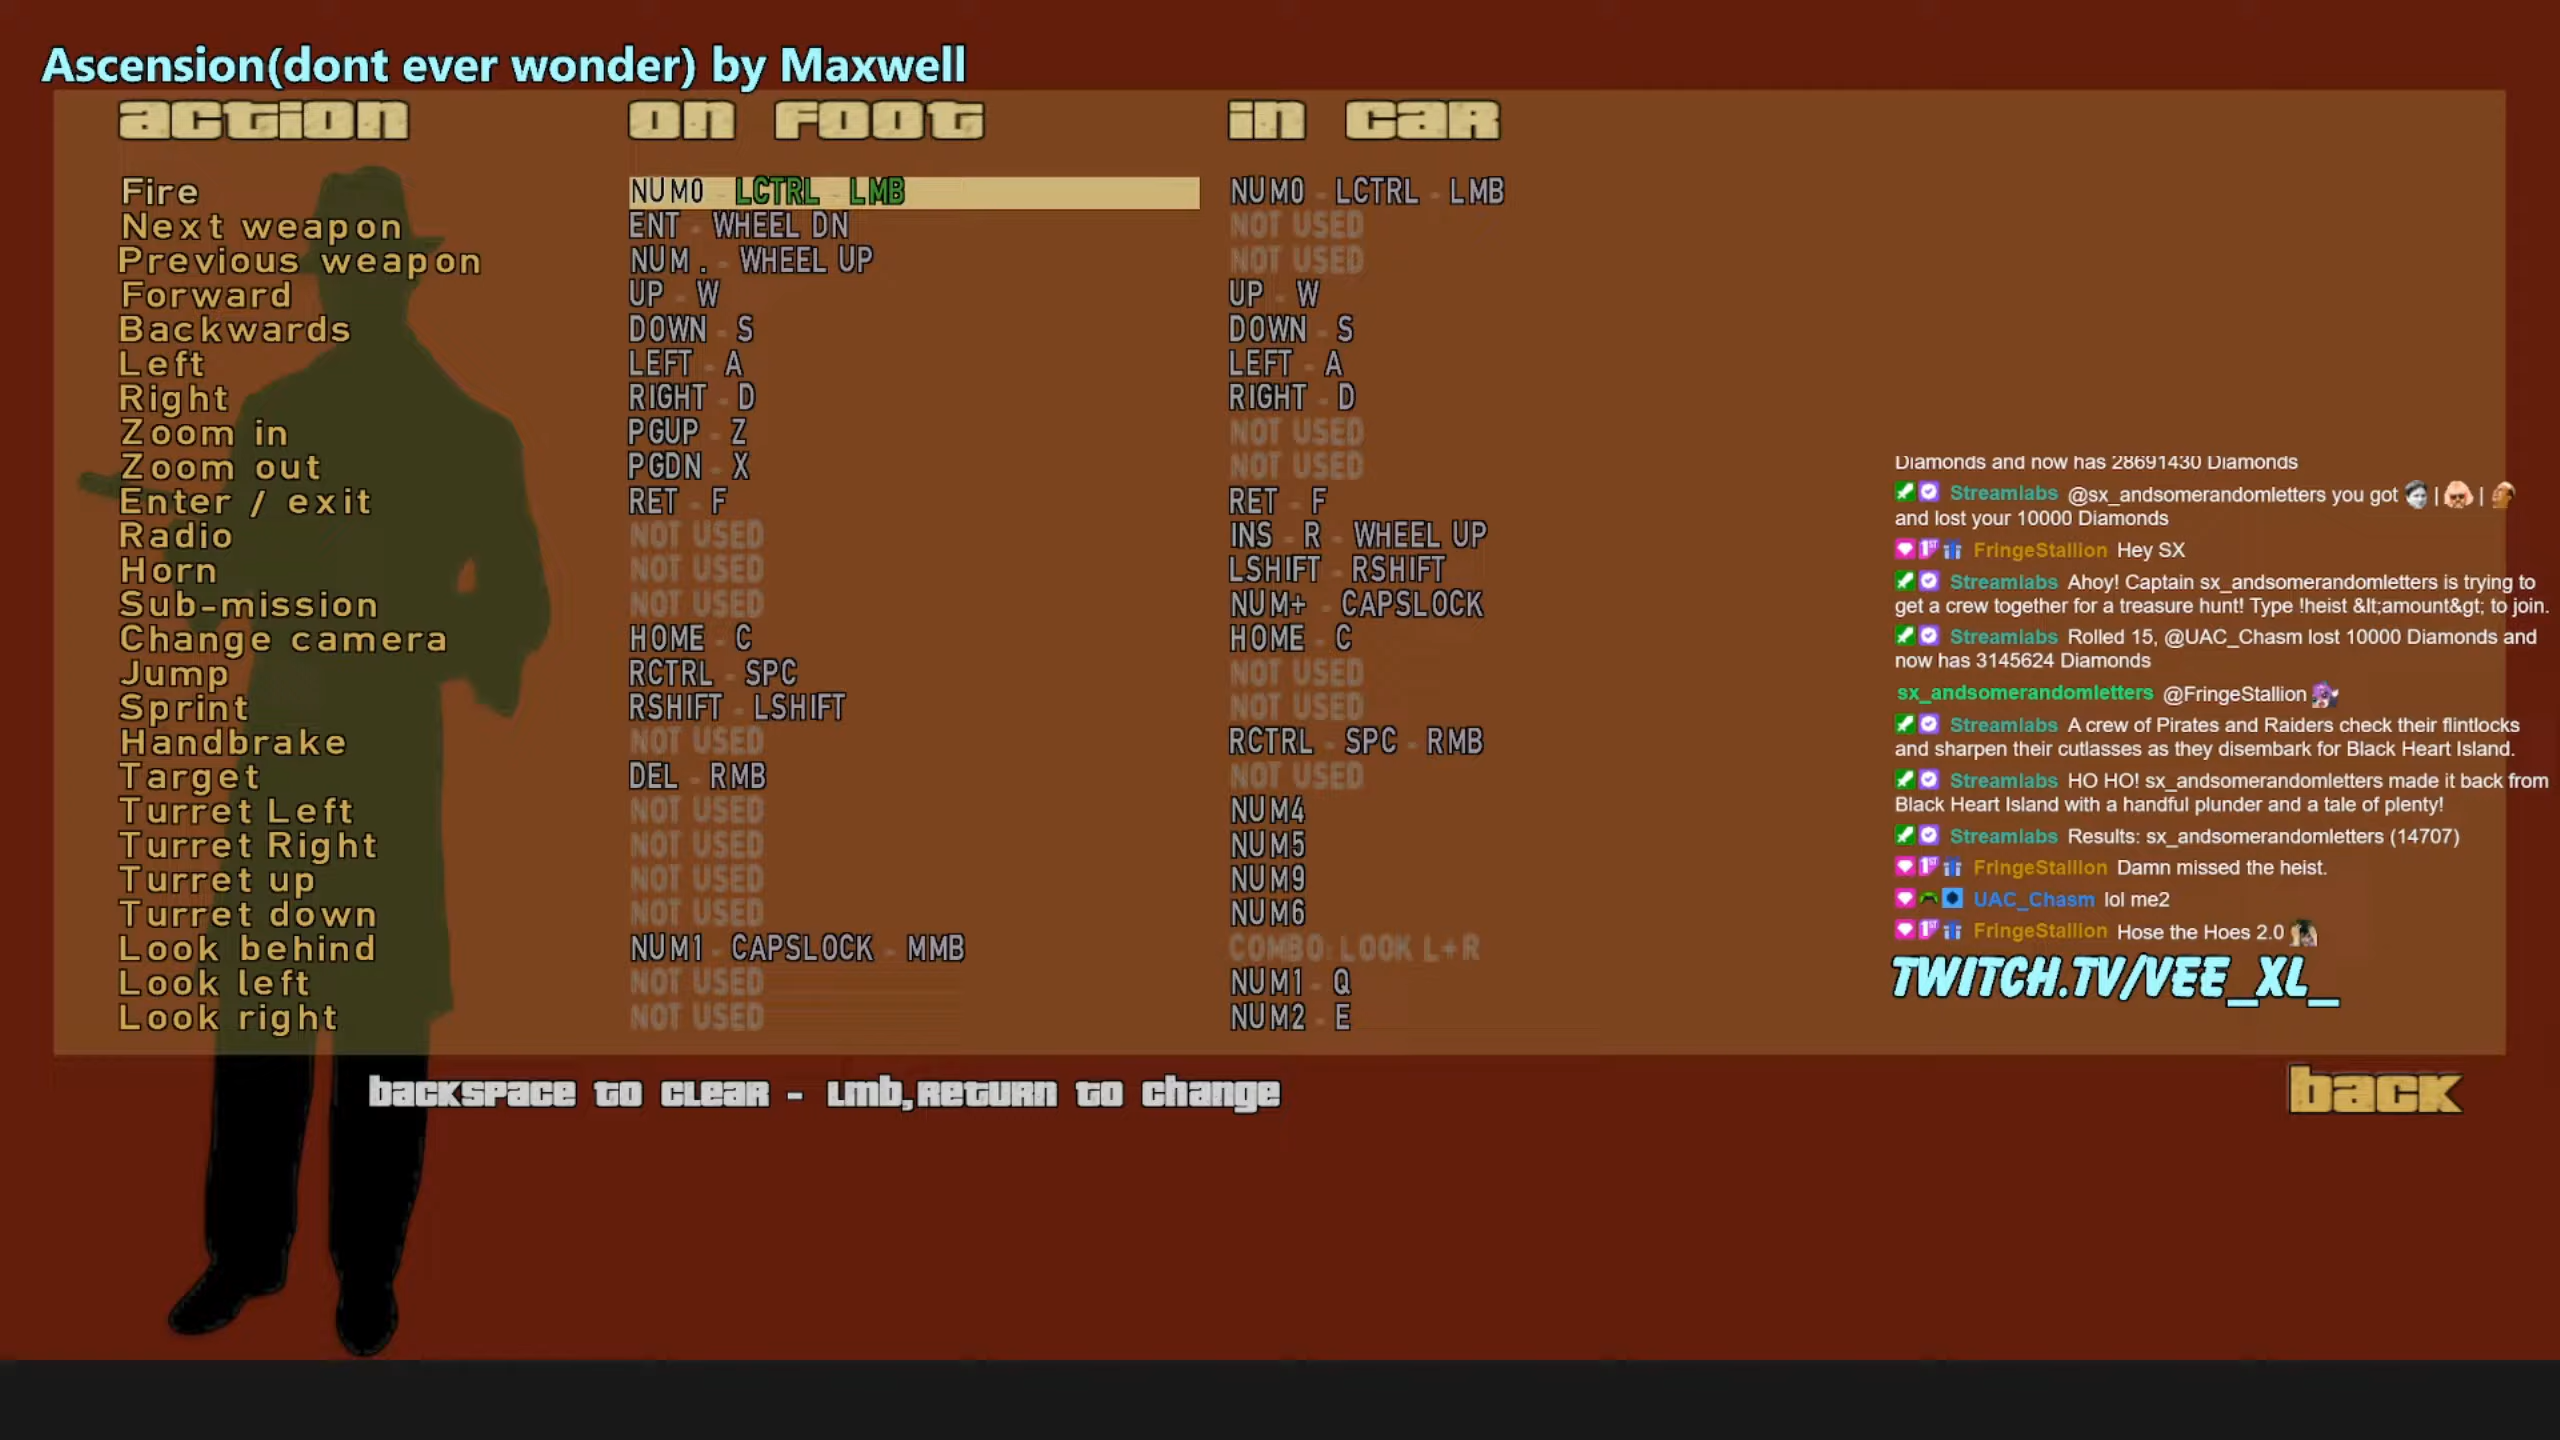 Ascension(dont ever wonder) by Maxwell
action on foot in car
Fire NUM0 - LCTRL - LMB NUM0 - LCTRL - LMB
Next weapon ENT - WHEEL DN NOT USED
Previous weapon NUM . - WHEEL UP NOT USED
Forward UP - W UP - W
Backwards DOWN - S DOWN - S
Left LEFT - A LEFT - A
Right RIGHT - D RIGHT - D
Zoom in PGUP - Z NOT USED
Zoom out PGDN - X NOT USED
Enter / exit RET - F RET - F
Radio NOT USED INS - R - WHEEL UP
Horn NOT USED LSHIFT - RSHIFT
Sub-mission NOT USED NUM+ - CAPSLOCK
Change camera HOME - C HOME - C
Jump RCTRL - SPC NOT USED
Sprint RSHIFT - LSHIFT NOT USED
Handbrake NOT USED RCTRL - SPC - RMB
Target DEL - RMB NOT USED
Turret Left NOT USED NUM4
Turret Right NOT USED NUM5
Turret up NOT USED NUM9
Turret down NOT USED NUM6
Look behind NUM1 - CAPSLOCK - MMB COMBO: LOOK L+R
Look left NOT USED NUM1 - Q
Look right NOT USED NUM2 - E
Diamonds and now has 28691430 Diamonds
Streamlabs @sx_andsomerandomletters you got | |
and lost your 10000 Diamonds
FringeStallion Hey SX
Streamlabs Ahoy! Captain sx_andsomerandomletters is trying to
get a crew together for a treasure hunt! Type !heist &lt;amount&gt; to join.
Streamlabs Rolled 15, @UAC_Chasm lost 10000 Diamonds and
now has 3145624 Diamonds
sx_andsomerandomletters @FringeStallion
Streamlabs A crew of Pirates and Raiders check their flintlocks
and sharpen their cutlasses as they disembark for Black Heart Island.
Streamlabs HO HO! sx_andsomerandomletters made it back from
Black Heart Island with a handful plunder and a tale of plenty!
Streamlabs Results: sx_andsomerandomletters (14707)
FringeStallion Damn missed the heist.
UAC_Chasm lol me2
FringeStallion Hose the Hoes 2.0
TWITCH.TV/VEE_XL_
backspace to clear - lmb,return to change
back